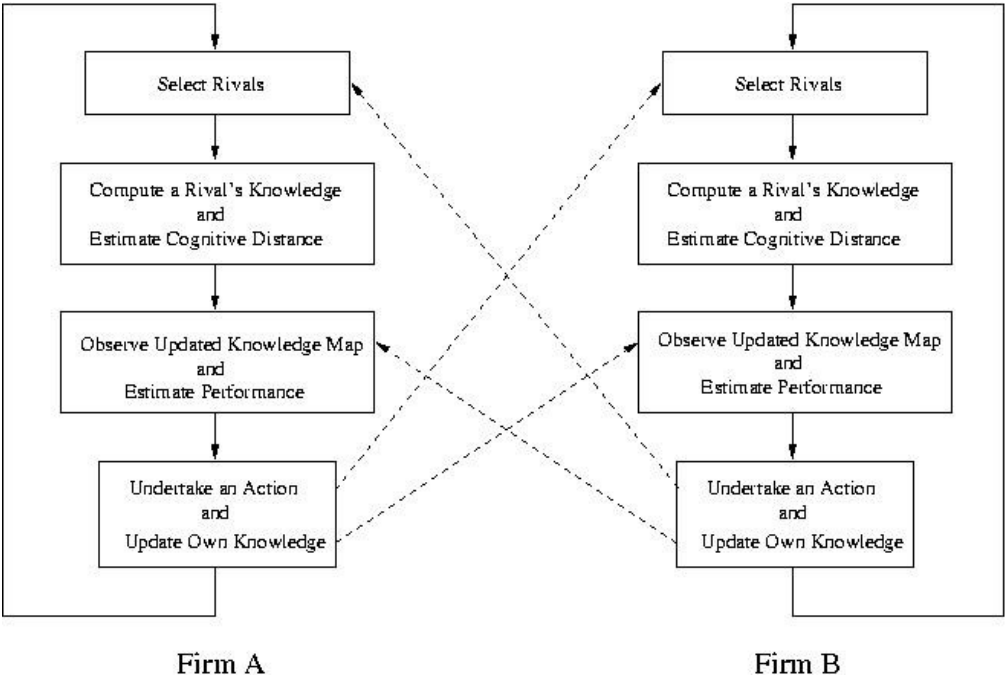 Select Rivals
Compute a Rival's Knowledge
and
Estimate Cognitive Distance
Observe Updated Knowledge Map
and
Estimate Performance
Undertake an Action
and
Update Own Knowledge
Firm A
Select Rivals
Compute a Rival's Knowledge
and
Estimate Cognitive Distance
Observe Updated Knowledge Map
and
Estimate Performance
Undertake an Action
and
Update Own Knowledge
Firm B